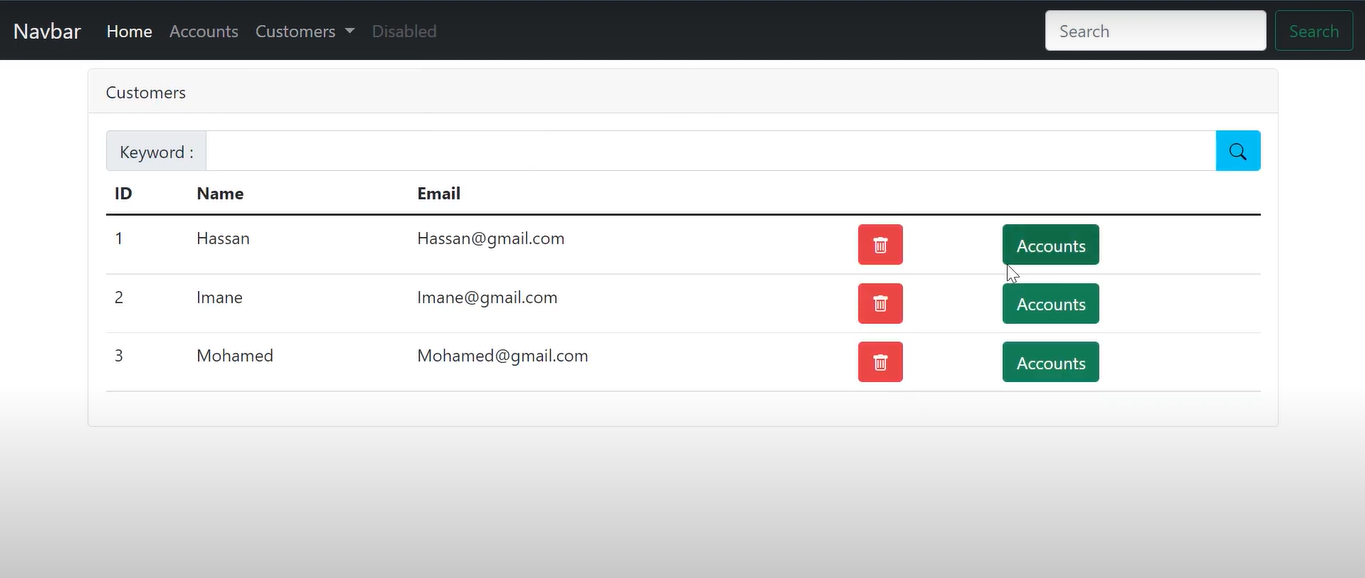 Navbar Home Accounts Customers Disabled Search Search
Customers
Keyword :
ID Name Email
1 Hassan Hassan@gmail.com Accounts
2 Imane Imane@gmail.com Accounts
3 Mohamed Mohamed@gmail.com Accounts